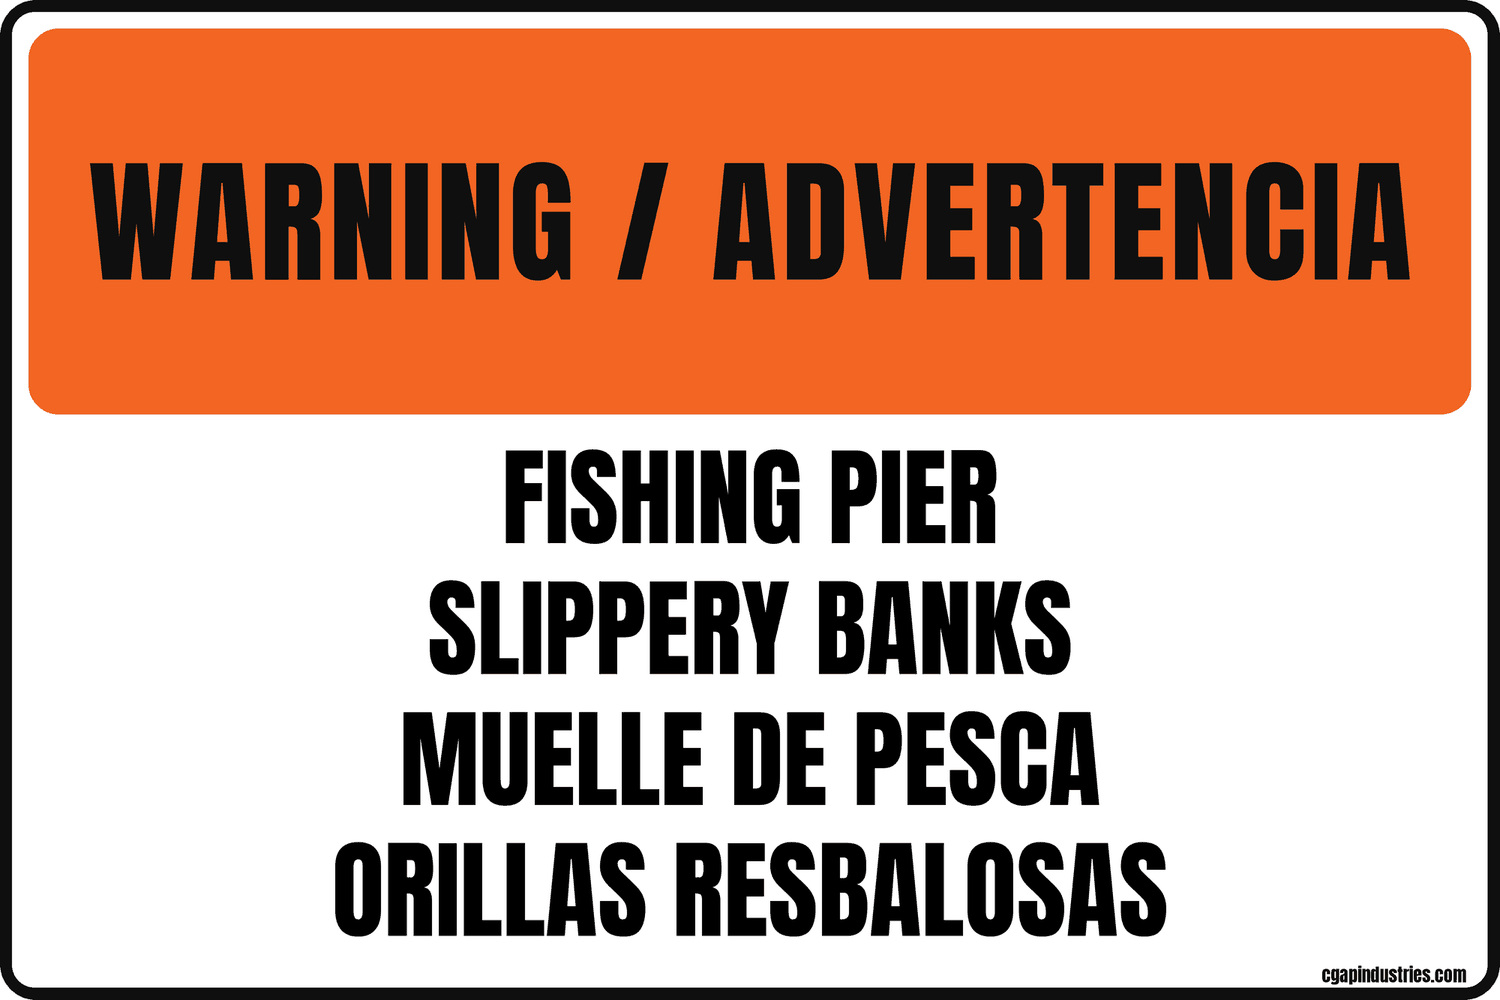 WARNING / ADVERTENCIA
FISHING PIER
SLIPPERY BANKS
MUELLE DE PESCA
ORILLAS RESBALOSAS
cgapindustries.com